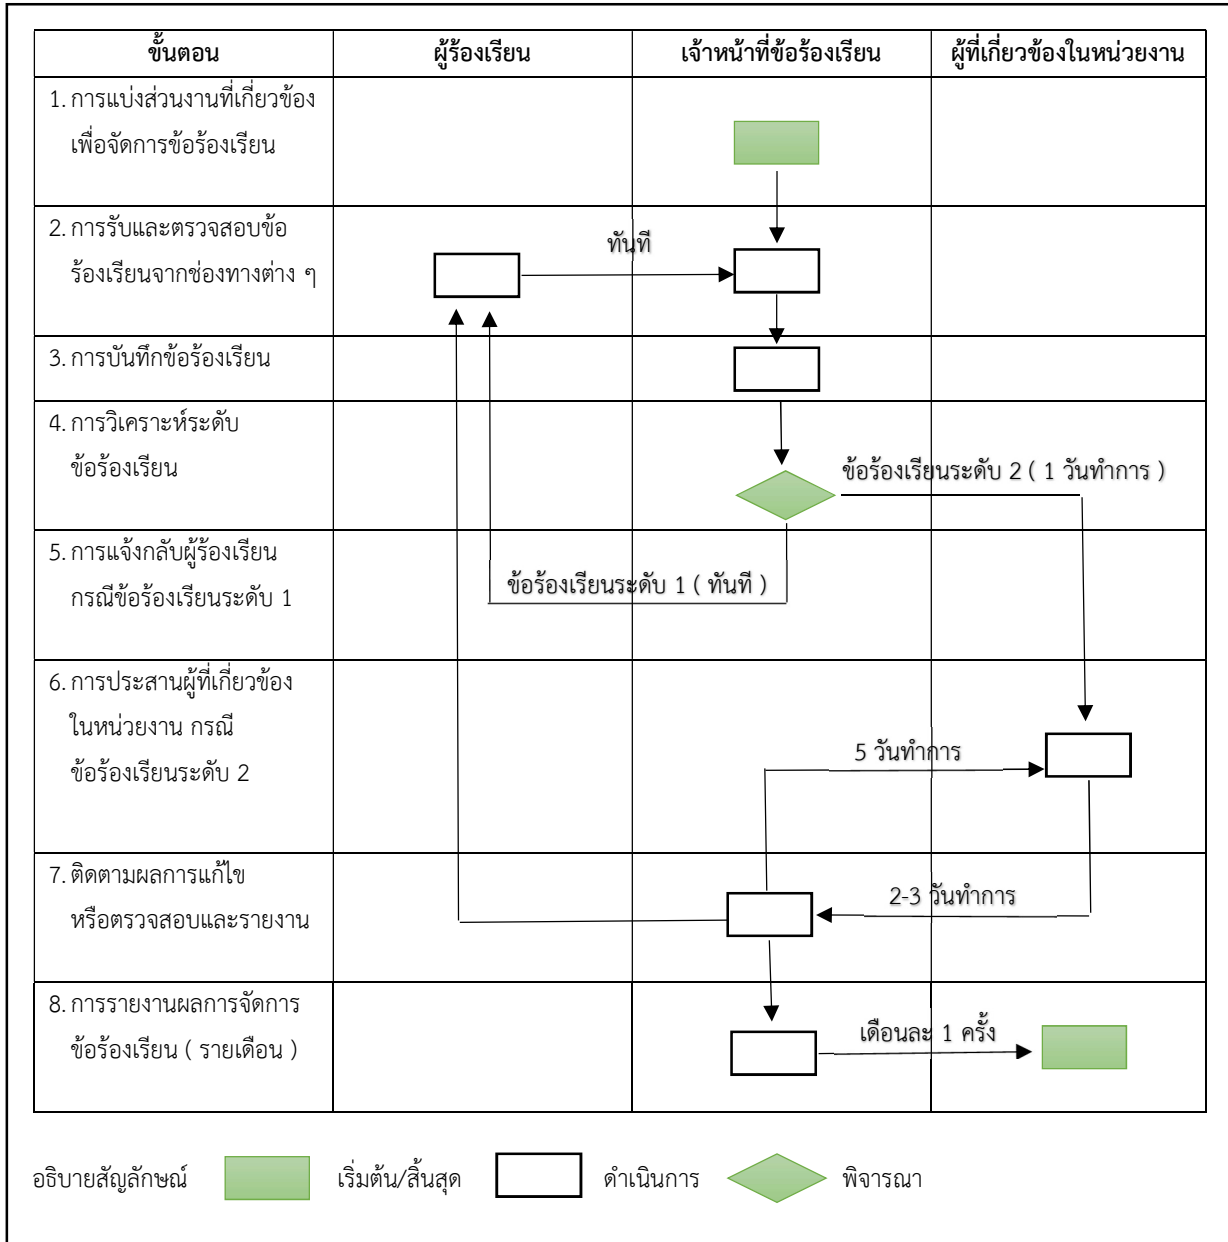 ขั้นตอน
ผู้ร้องเรียน
เจ้าหน้าที่ข้อร้องเรียน
ผู้ที่เกี่ยวข้องในหน่วยงาน
1. การแบ่งส่วนงานที่เกี่ยวข้อง
เพื่อจัดการข้อร้องเรียน
2. การรับและตรวจสอบข้อ
ร้องเรียนจากช่องทางต่าง ๆ
ทันที
3. การบันทึกข้อร้องเรียน
4. การวิเคราะห์ระดับ
ข้อร้องเรียน
ข้อร้องเรียนระดับ 2 ( 1 วันทำการ )
5. การแจ้งกลับผู้ร้องเรียน
กรณีข้อร้องเรียนระดับ 1
ข้อร้องเรียนระดับ 1 ( ทันที )
6. การประสานผู้ที่เกี่ยวข้อง
ในหน่วยงาน กรณี
ข้อร้องเรียนระดับ 2
5 วันทำการ
7. ติดตามผลการแก้ไข
หรือตรวจสอบและรายงาน
2-3 วันทำการ
8. การรายงานผลการจัดการ
ข้อร้องเรียน ( รายเดือน )
เดือนละ 1 ครั้ง
อธิบายสัญลักษณ์
เริ่มต้น/สิ้นสุด
ดำเนินการ
พิจารณา